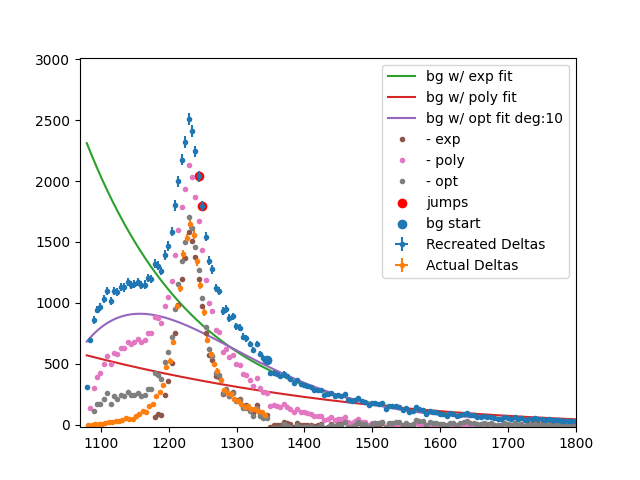 3000
2500
2000
1500
1000
500
0
1100
1200
1300
1400
1500
1600
1700
1800
bg w/ exp fit
bg w/ poly fit
bg w/ opt fit deg:10
- exp
- poly
- opt
jumps
bg start
Recreated Deltas
Actual Deltas